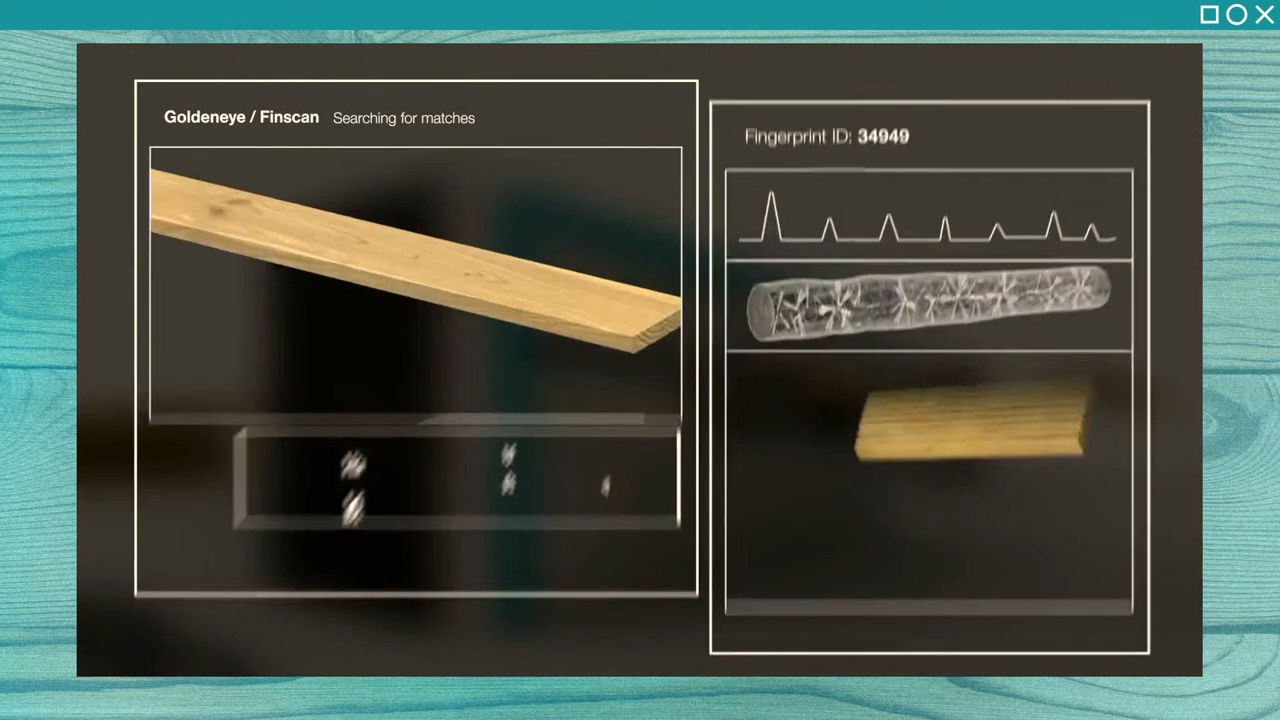 Goldeneye / Finscan Searching for matches
Fingerprint ID: 34949